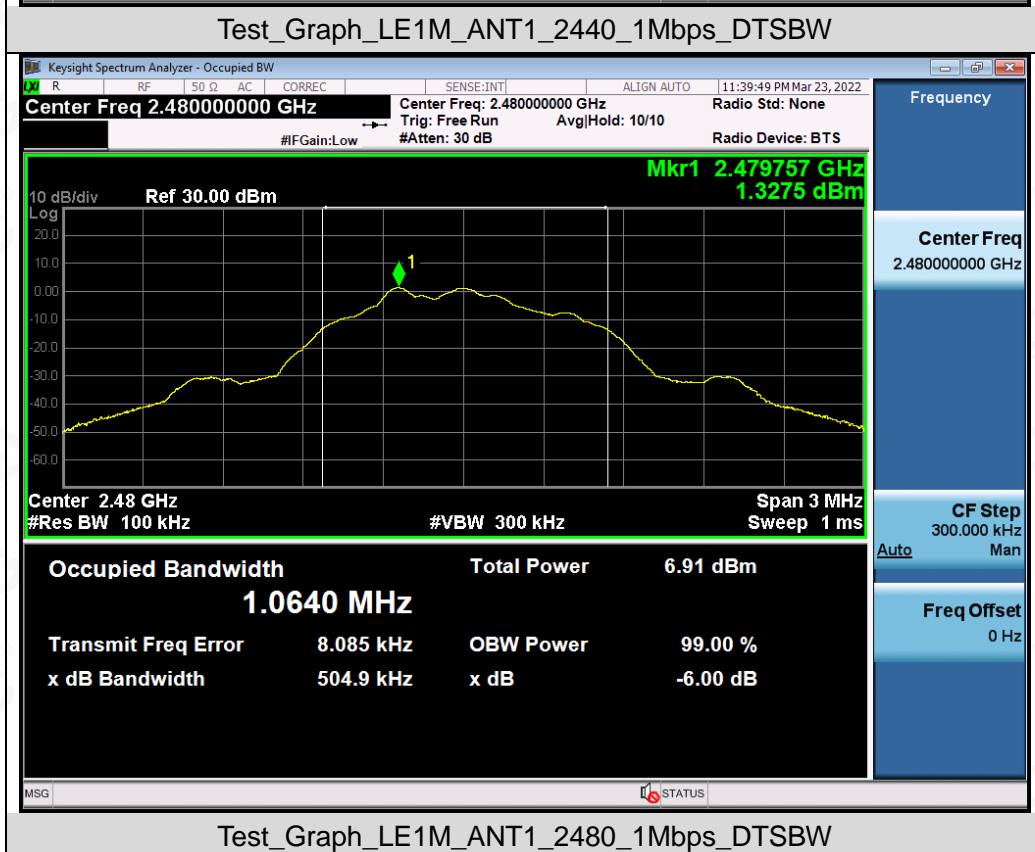 Test_Graph_LE1M_ANT1_2440_1Mbps_DTSBW
Keysight Spectrum Analyzer - Occupied BW
LXI R RF 50 Ω AC CORREC SENSE:INT ALIGN AUTO 11:39:49 PM Mar 23, 2022
Center Freq 2.480000000 GHz
Center Freq: 2.480000000 GHz Radio Std: None
Trig: Free Run Avg|Hold: 10/10
#IFGain:Low #Atten: 30 dB Radio Device: BTS
Frequency
Mkr1 2.479757 GHz
1.3275 dBm
10 dB/div Ref 30.00 dBm
Log
20.0
10.0
0.00
-10.0
-20.0
-30.0
-40.0
-50.0
-60.0
1
Center 2.48 GHz Span 3 MHz
#Res BW 100 kHz #VBW 300 kHz Sweep 1 ms
Center Freq
2.480000000 GHz
CF Step
300.000 kHz
Auto Man
Freq Offset
0 Hz
Occupied Bandwidth Total Power 6.91 dBm
1.0640 MHz
Transmit Freq Error 8.085 kHz OBW Power 99.00 %
x dB Bandwidth 504.9 kHz x dB -6.00 dB
MSG STATUS
Test_Graph_LE1M_ANT1_2480_1Mbps_DTSBW